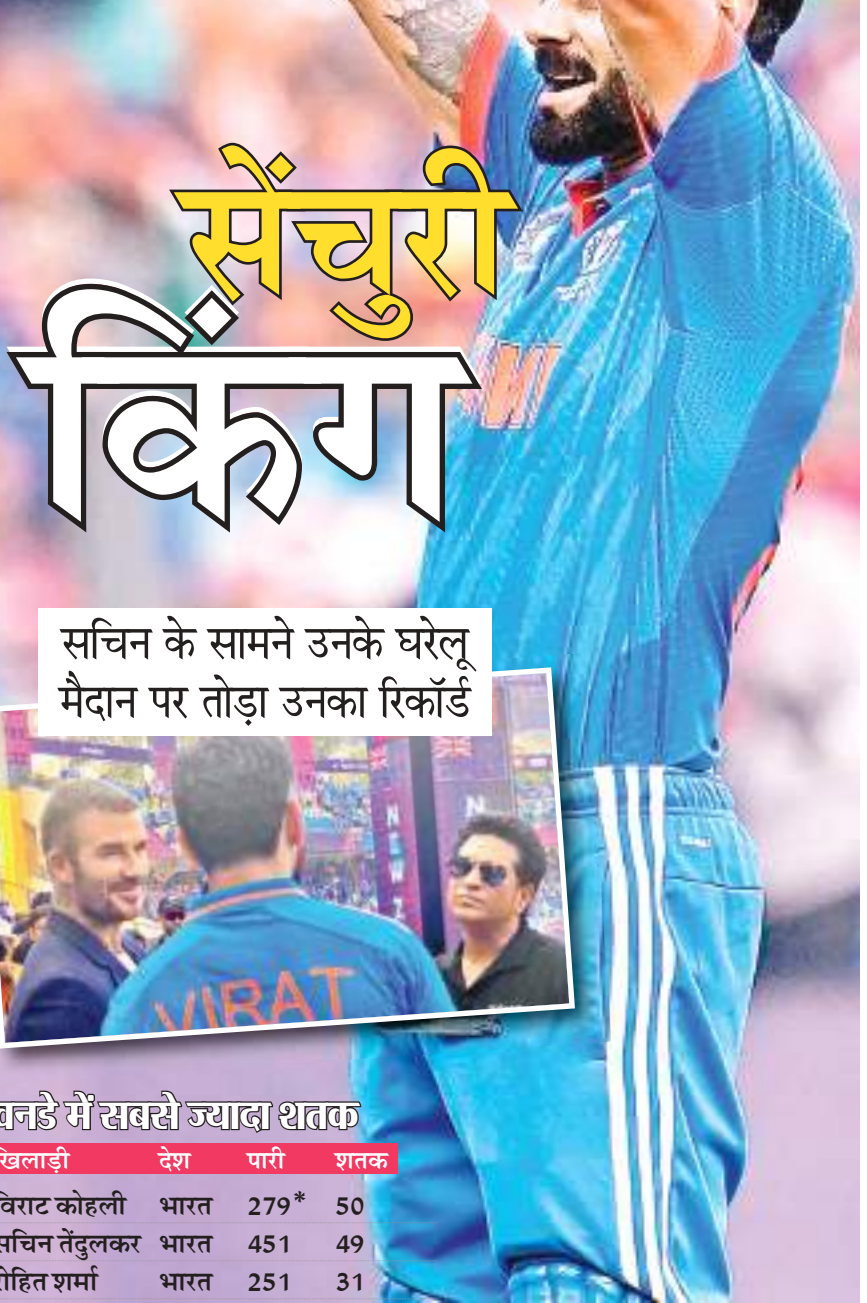 सेंचुरी
किंग
सचिन के सामने उनके घरेलू
मैदान पर तोड़ा उनका रिकॉर्ड
VIRAT
वनडे में सबसे ज्यादा शतक
खिलाड़ी देश पारी शतक
विराट कोहली भारत 279* 50
सचिन तेंदुलकर भारत 451 49
रोहित शर्मा भारत 251 31